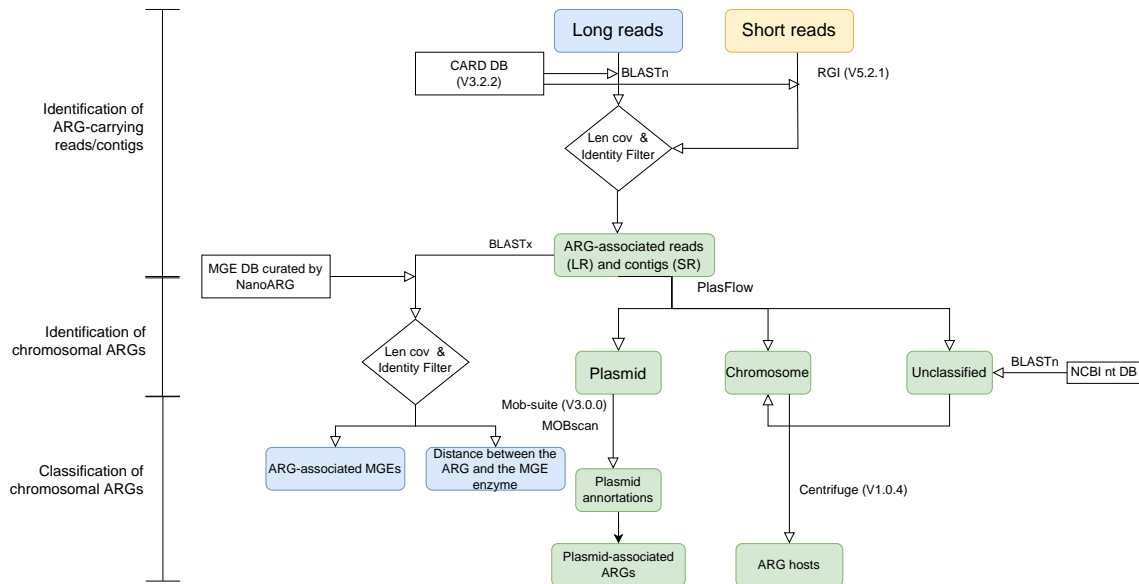 Long reads
Short reads
CARD DB
(V3.2.2)
BLASTn
RGI (V5.2.1)
Identification of
ARG-carrying
reads/contigs
Len cov &
Identity Filter
BLASTx
ARG-associated reads
(LR) and contigs (SR)
MGE DB curated by
NanoARG
PlasFlow
Identification of
chromosomal ARGs
Len cov &
Identity Filter
Plasmid
Chromosome
Unclassified
BLASTn
NCBI nt DB
Mob-suite (V3.0.0)
MOBscan
Classification of
chromosomal ARGs
ARG-associated MGEs
Distance between the
ARG and the MGE
enzyme
Plasmid
annortations
Centrifuge (V1.0.4)
Plasmid-associated
ARGs
ARG hosts